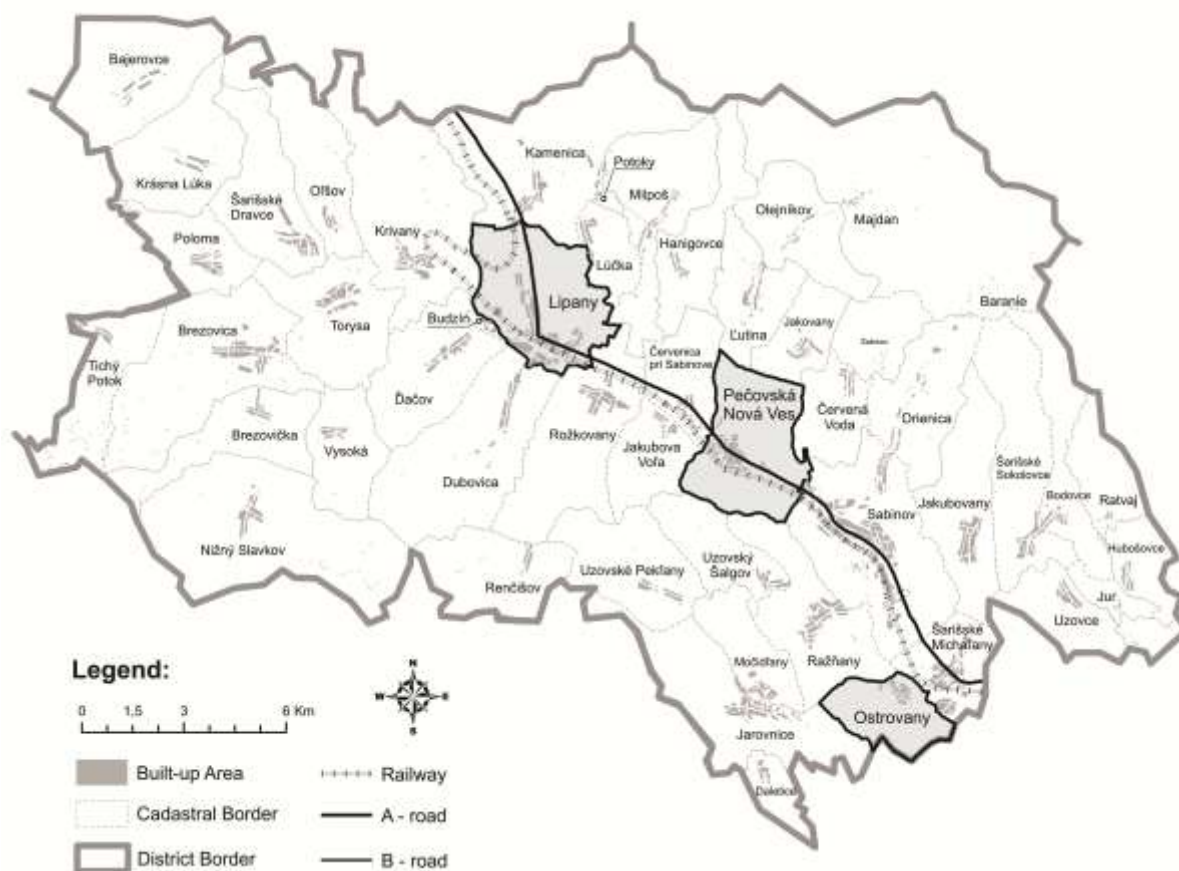 Bajerovce
Kamenica
Potoky
Krásna Lúka
Oľšov
Milpoš
Šarišské
Dravce
Olejníkov
Majdan
Poloma
Krivany
Hanigovce
Lúčka
Lipany
Baranie
Budzín
Torysa
Brezovica
Ľutina
Jakovany
Tichý
Potok
Červenica
pri Sabinove
Pečovská
Nová Ves
Ďačov
Červená
Voda
Drienica
Brezovička
Vysoká
Rožkovany
Jakubova
Voľa
Šarišské
Sokolovce
Dubovica
Bodovce
Ratvaj
Sabinov
Jakubovany
Nižný Slavkov
Hubošovce
Renčišov
Uzovské Pekľany
Uzovský
Šalgov
Jur
Uzovce
Šarišské
Michaľany
Ražňany
Močidľany
Ostrovany
Jarovnice
Daletice
Legend:
N
W
E
S
0 1,5 3 6 Km
Built-up Area
Cadastral Border
District Border
Railway
A - road
B - road